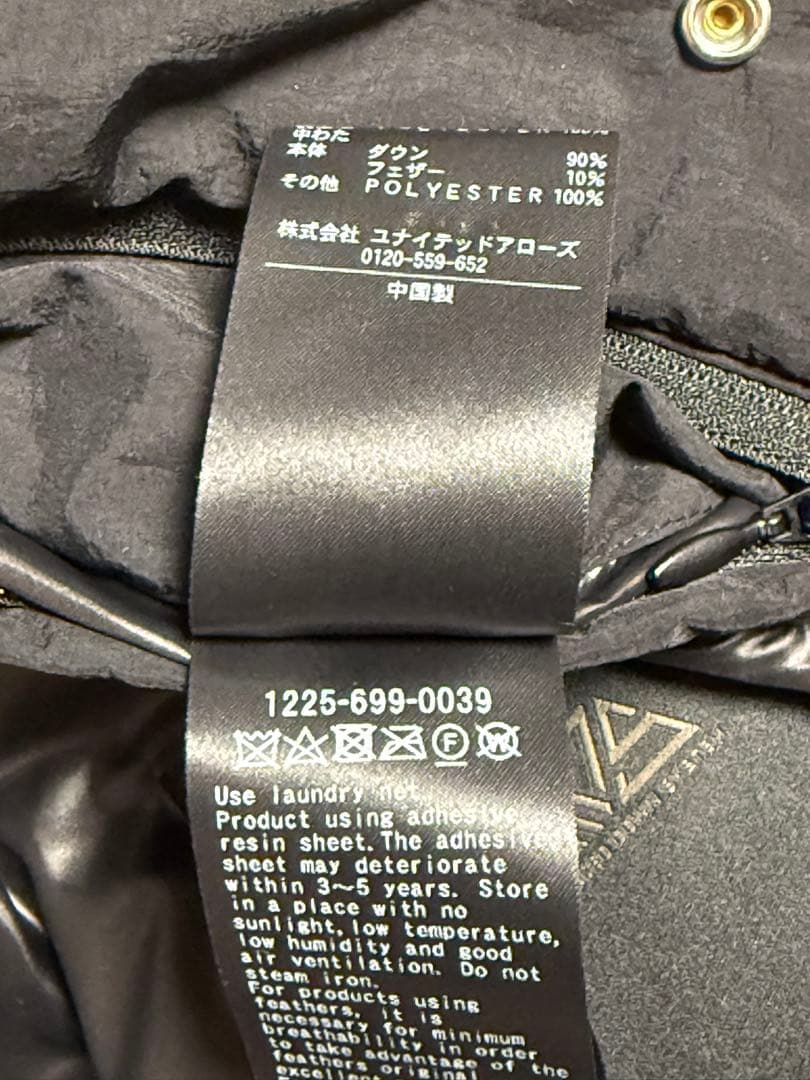 中わた
本体 ダウン 90%
フェザー 10%
その他 POLYESTER 100%
株式会社 ユナイテッドアローズ
0120-559-652
中国製
1225-699-0039
F W
Use laundry net.
Product using adhesive
resin sheet. The adhesive
sheet may deteriorate
within 3~5 years. Store
in a place with no
sunlight, low temperature,
low humidity and good
air ventilation. Do not
steam iron.
For products using
feathers, it is
necessary for minimum
breathability in order
to take advantage of the
feathers original
excellent